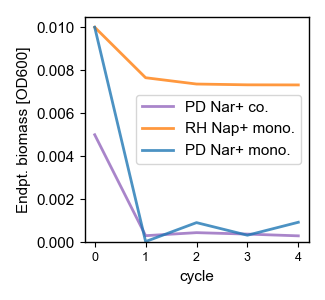 Endpt. biomass [OD600]
0.010
0.008
0.006
0.004
0.002
0.000
PD Nar+ co.
RH Nap+ mono.
PD Nar+ mono.
0 1 2 3 4
cycle